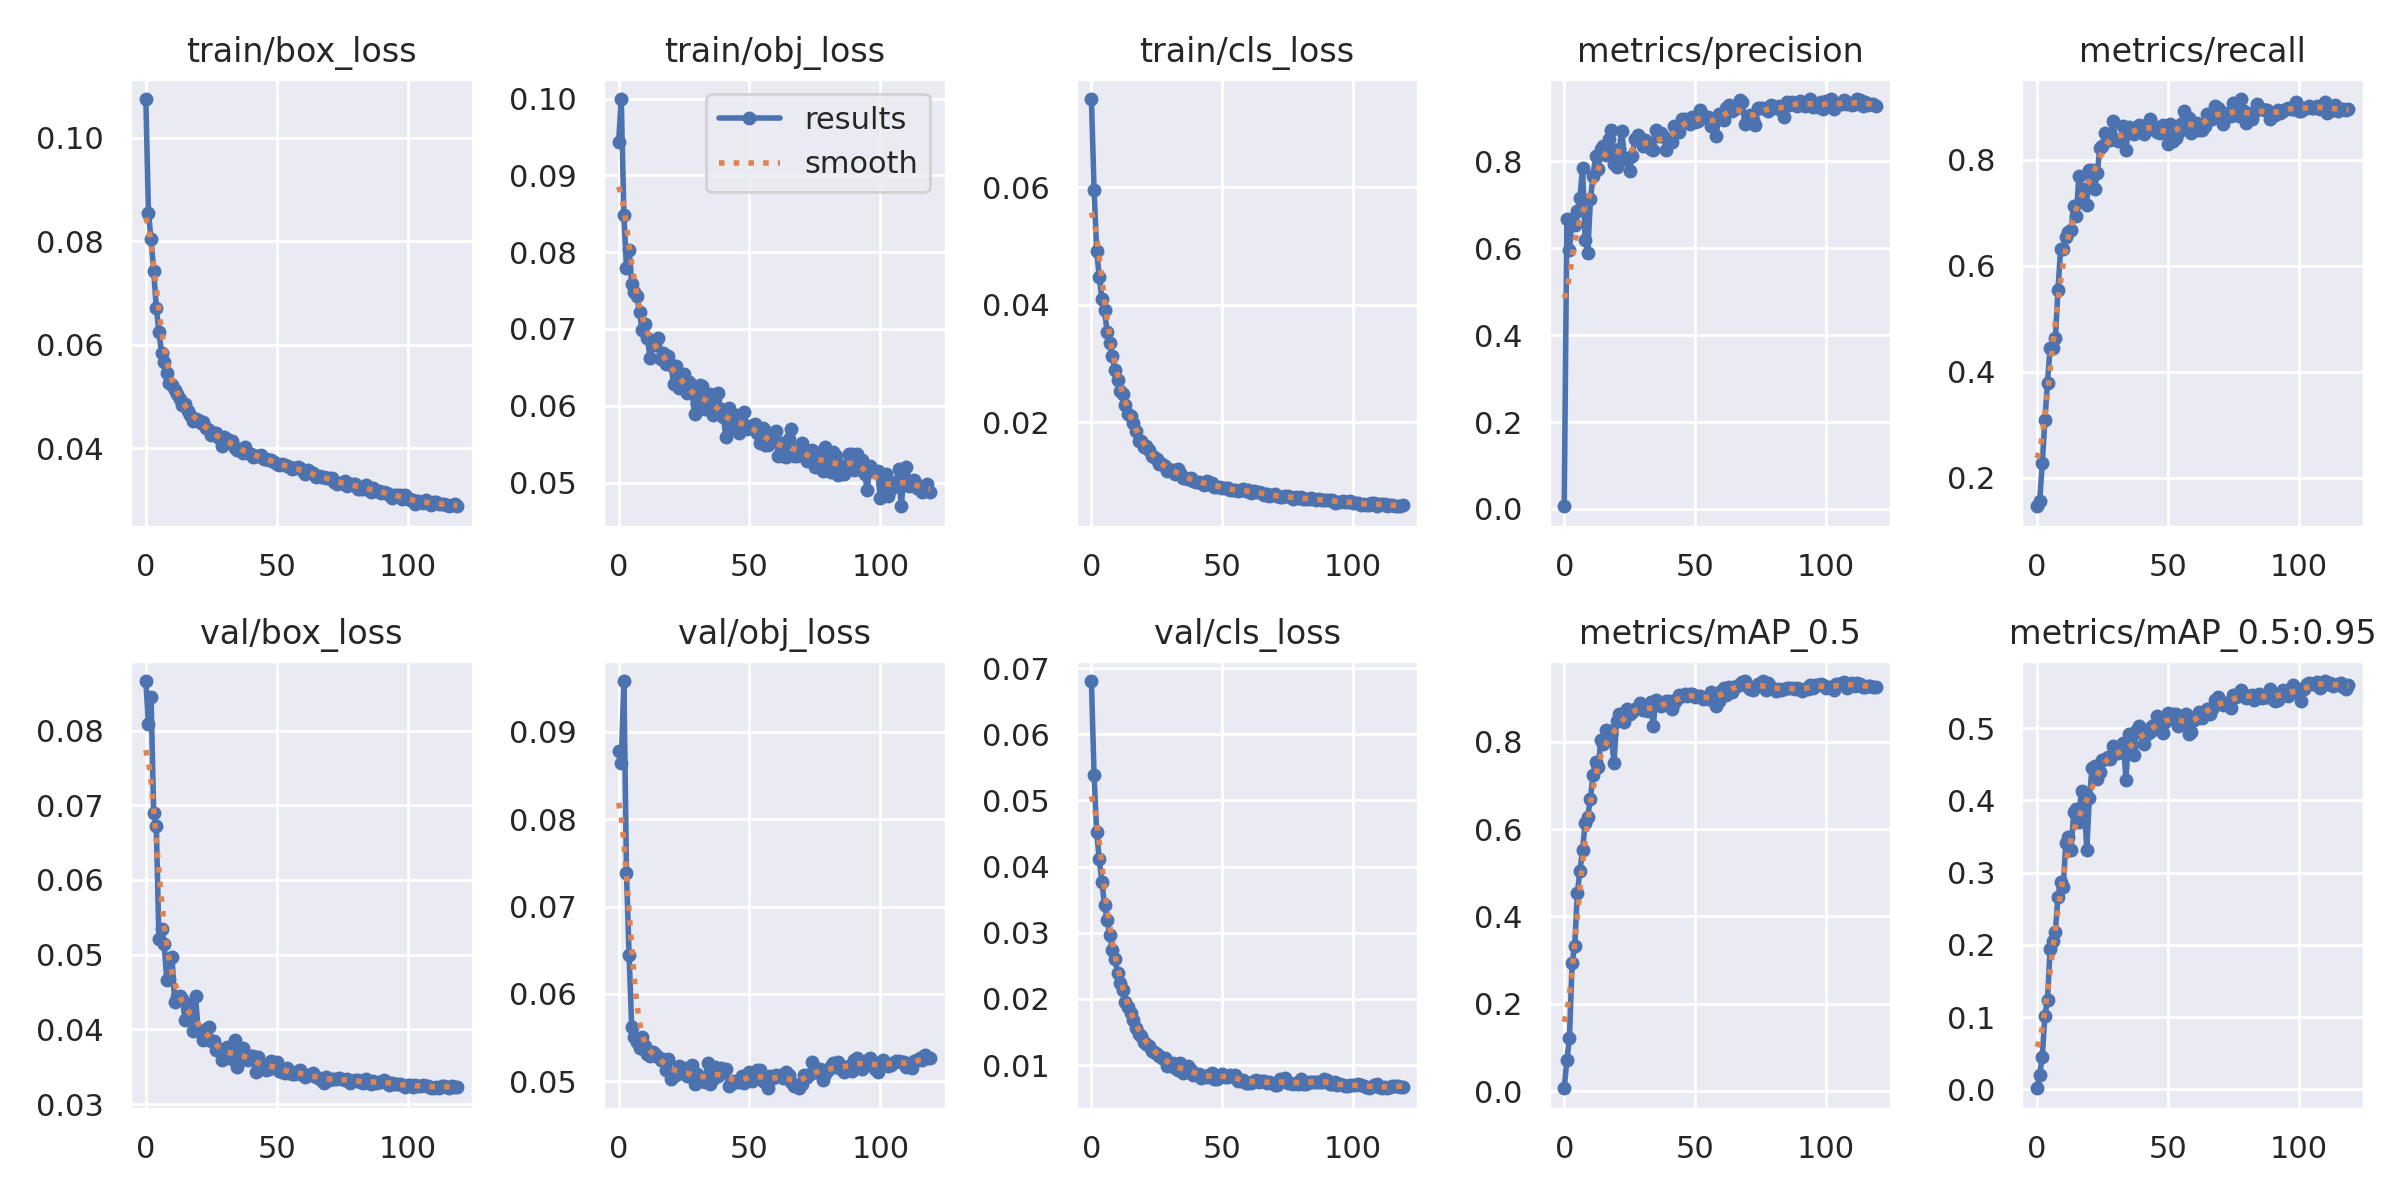 train/box_loss
0.10
0.08
0.06
0.04
0 50 100
train/obj_loss
results
smooth
0.10
0.09
0.08
0.07
0.06
0.05
0 50 100
train/cls_loss
0.06
0.04
0.02
0 50 100
metrics/precision
0.8
0.6
0.4
0.2
0.0
0 50 100
metrics/recall
0.8
0.6
0.4
0.2
0 50 100
val/box_loss
0.08
0.07
0.06
0.05
0.04
0.03
0 50 100
val/obj_loss
0.09
0.08
0.07
0.06
0.05
0 50 100
val/cls_loss
0.07
0.06
0.05
0.04
0.03
0.02
0.01
0 50 100
metrics/mAP_0.5
0.8
0.6
0.4
0.2
0.0
0 50 100
metrics/mAP_0.5:0.95
0.5
0.4
0.3
0.2
0.1
0.0
0 50 100